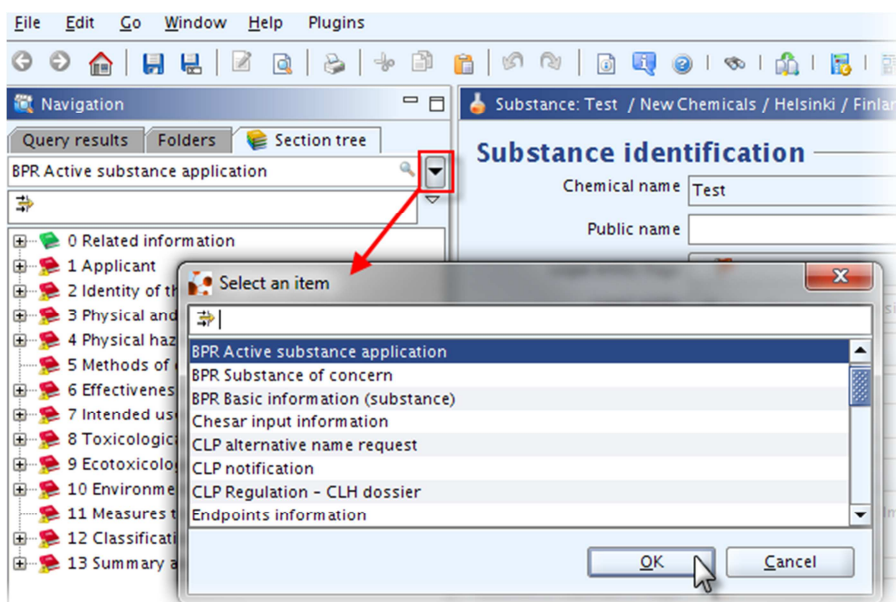 File Edit Go Window Help Plugins
Navigation
Substance: Test / New Chemicals / Helsinki / Finlan
Query results Folders Section tree
BPR Active substance application
Substance identification
Chemical name Test
Public name
0 Related information
1 Applicant
2 Identity of th
3 Physical and
4 Physical haz
5 Methods of
6 Effectivenes
7 Intended us
8 Toxicologica
9 Ecotoxicolo
10 Environme
11 Measures t
12 Classificati
13 Summary a
Select an item
BPR Active substance application
BPR Substance of concern
BPR Basic information (substance)
Chesar input information
CLP alternative name request
CLP notification
CLP Regulation - CLH dossier
Endpoints information
OK Cancel